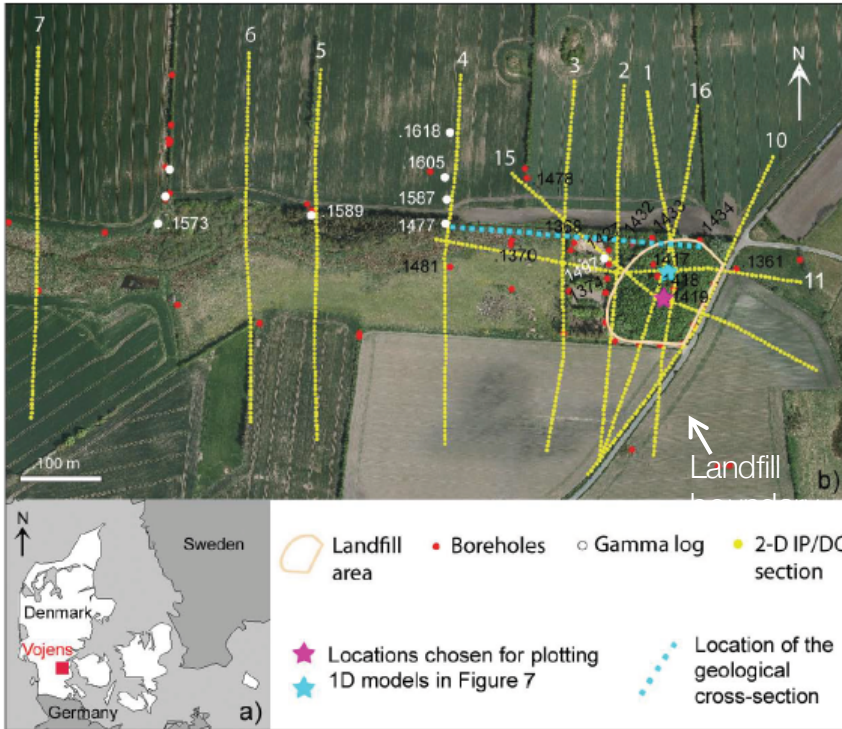 7
6
5
4
3
2
1
16
10
N
15
.1618
1605
.1587
1477
.1573
.1589
.1478
1481
.1370
1368
1432
1433
.1434
1417
1418
1419
.1361
11
1497
1374
100 m
Landfill
b)
N
Sweden
Denmark
Vojens
Germany
a)
Landfill
area
Boreholes
Gamma log
2-D IP/DC
section
Locations chosen for plotting
1D models in Figure 7
Location of the
geological
cross-section